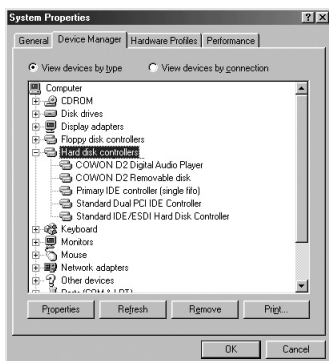 System Properties
General Device Manager Hardware Profiles Performance
View devices by type View devices by connection
Computer
CDROM
Disk drives
Display adapters
Floppy disk controllers
Hard disk controllers
COWON D2 Digital Audio Player
COWON D2 Removable disk
Primary IDE controller (single fifo)
Standard Dual PCI IDE Controller
Standard IDE/ESDI Hard Disk Controller
Keyboard
Monitors
Mouse
Network adapters
Other devices
Ports (COM & LPT)
Properties Refresh Remove Print...
OK Cancel